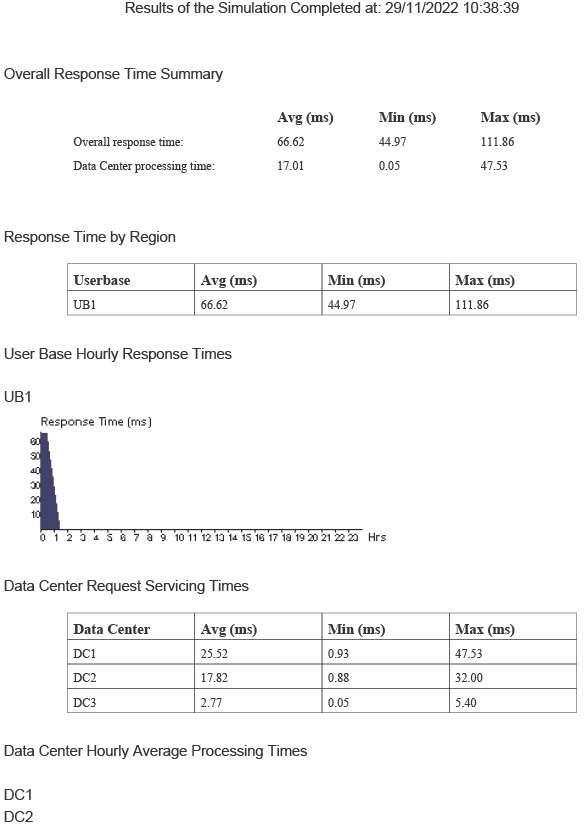 Results of the Simulation Completed at: 29/11/2022 10:38:39
Overall Response Time Summary
Avg (ms) Min (ms) Max (ms)
Overall response time: 66.62 44.97 111.86
Data Center processing time: 17.01 0.05 47.53
Response Time by Region
Userbase Avg (ms) Min (ms) Max (ms)
UB1 66.62 44.97 111.86
User Base Hourly Response Times
UB1
Response Time (ms)
60
50
40
30
20
10
0 1 2 3 4 5 6 7 8 9 10 11 12 13 14 15 16 17 18 19 20 21 22 23 Hrs
Data Center Request Servicing Times
Data Center Avg (ms) Min (ms) Max (ms)
DC1 25.52 0.93 47.53
DC2 17.82 0.88 32.00
DC3 2.77 0.05 5.40
Data Center Hourly Average Processing Times
DC1
DC2